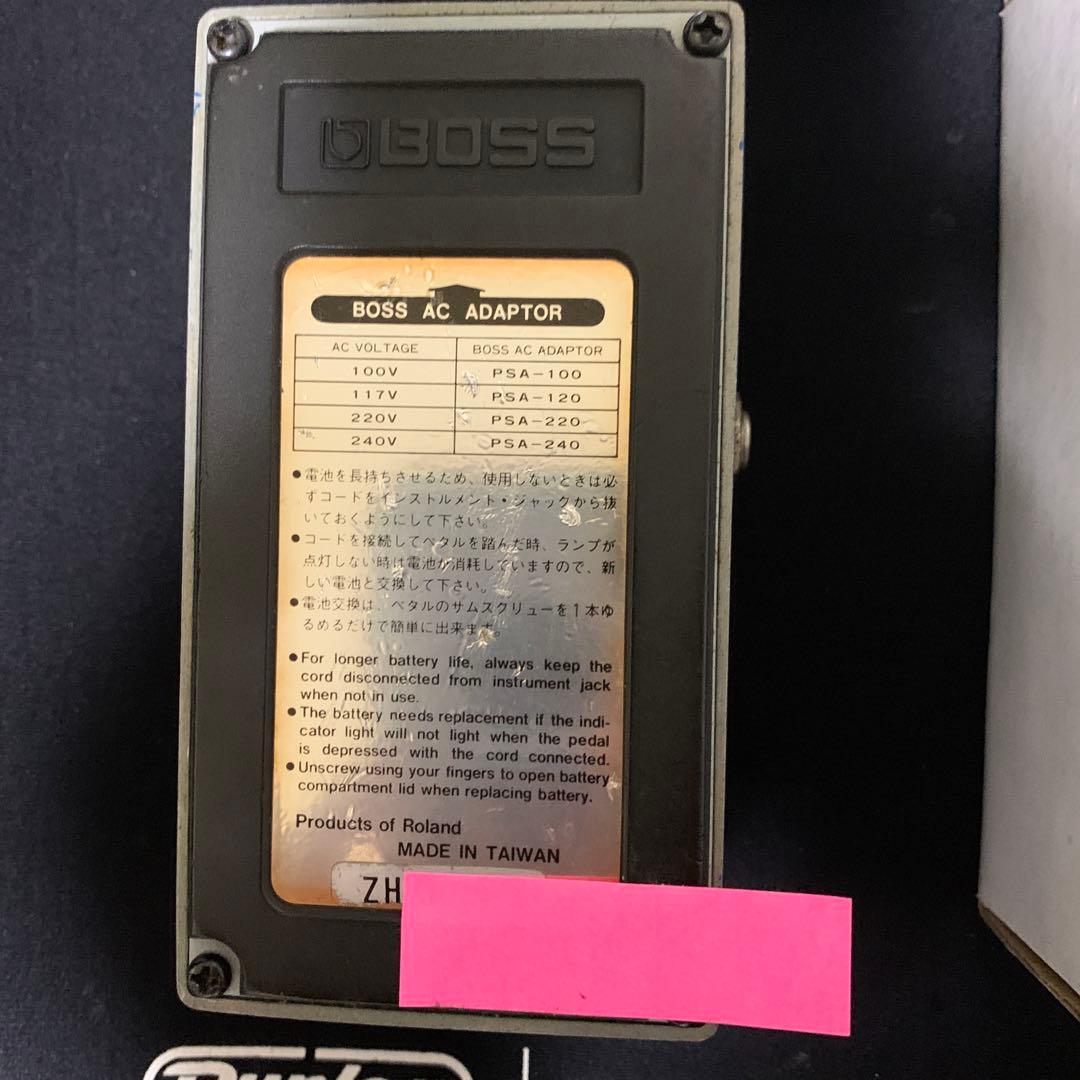 BOSS
BOSS AC ADAPTOR
AC VOLTAGE BOSS AC ADAPTOR
100V PSA-100
117V PSA-120
220V PSA-220
240V PSA-240
●電池を長持ちさせるため、使用しないときは必
ずコードをインストルメント・ジャックから抜
いておくようにして下さい。
●コードを接続してペタルを踏んだ時、ランプが
点灯しない時は電池が消耗していますので、新
しい電池と交換して下さい。
●電池交換は、ペタルのサムスクリューを1本ゆ
るめるだけで簡単に出来ます。
●For longer battery life, always keep the
cord disconnected from instrument jack
when not in use.
●The battery needs replacement if the indi-
cator light will not light when the pedal
is depressed with the cord connected.
●Unscrew using your fingers to open battery
compartment lid when replacing battery.
Products of Roland
MADE IN TAIWAN
ZH